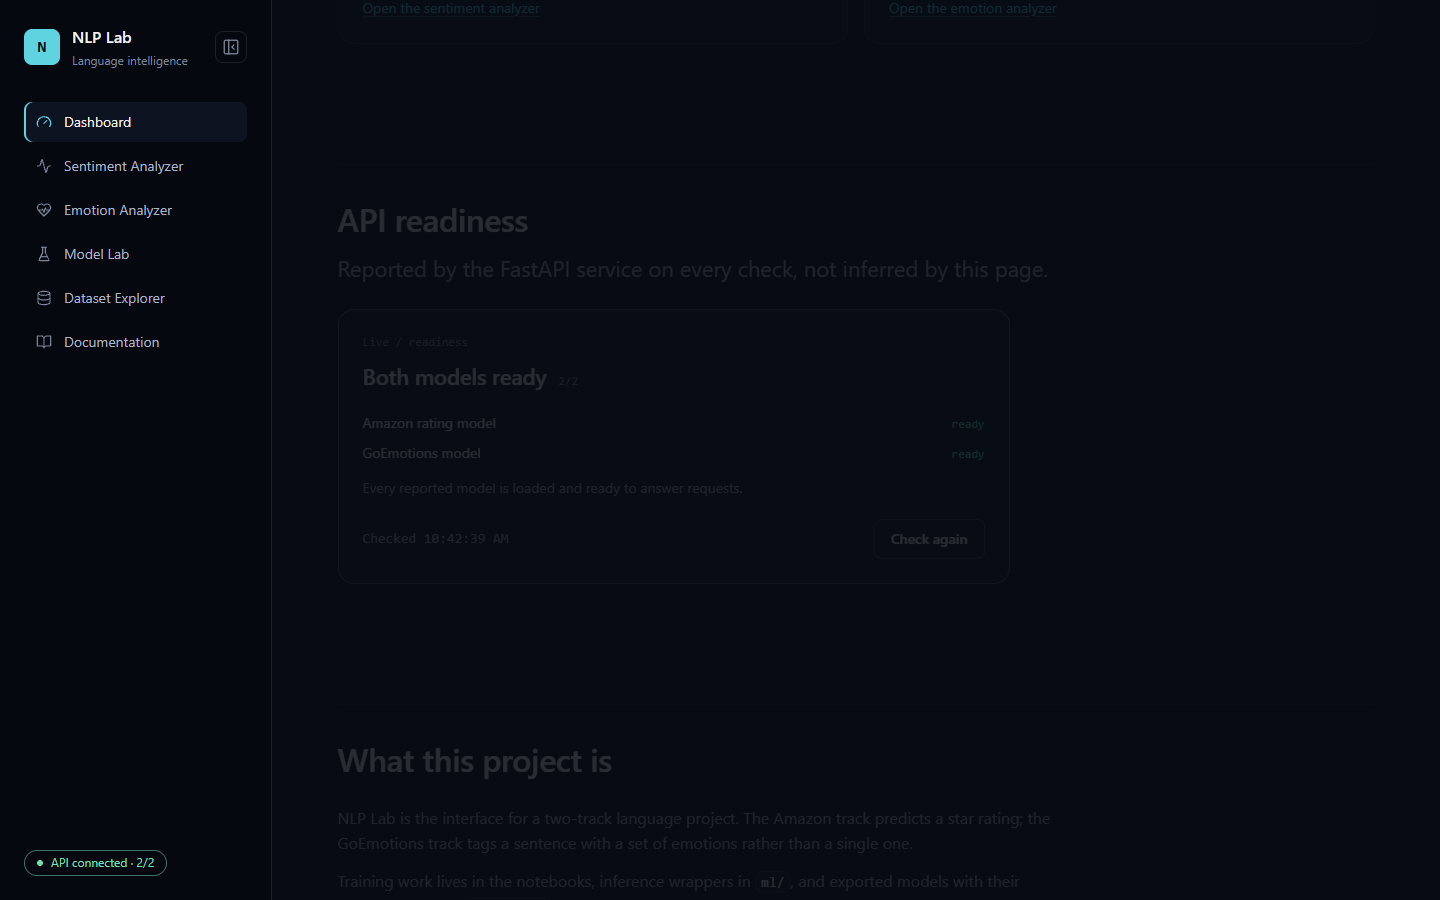 N
NLP Lab
Language intelligence
Dashboard
Sentiment Analyzer
Emotion Analyzer
Model Lab
Dataset Explorer
Documentation
API connected · 2/2
Open the sentiment analyzer
Open the emotion analyzer
API readiness
Reported by the FastAPI service on every check, not inferred by this page.
Live / readiness
Both models ready 2/2
Amazon rating model ready
GoEmotions model ready
Every reported model is loaded and ready to answer requests.
Checked 10:42:39 AM
Check again
What this project is
NLP Lab is the interface for a two-track language project. The Amazon track predicts a star rating; the
GoEmotions track tags a sentence with a set of emotions rather than a single one.
Training work lives in the notebooks, inference wrappers in ml/, and exported models with their